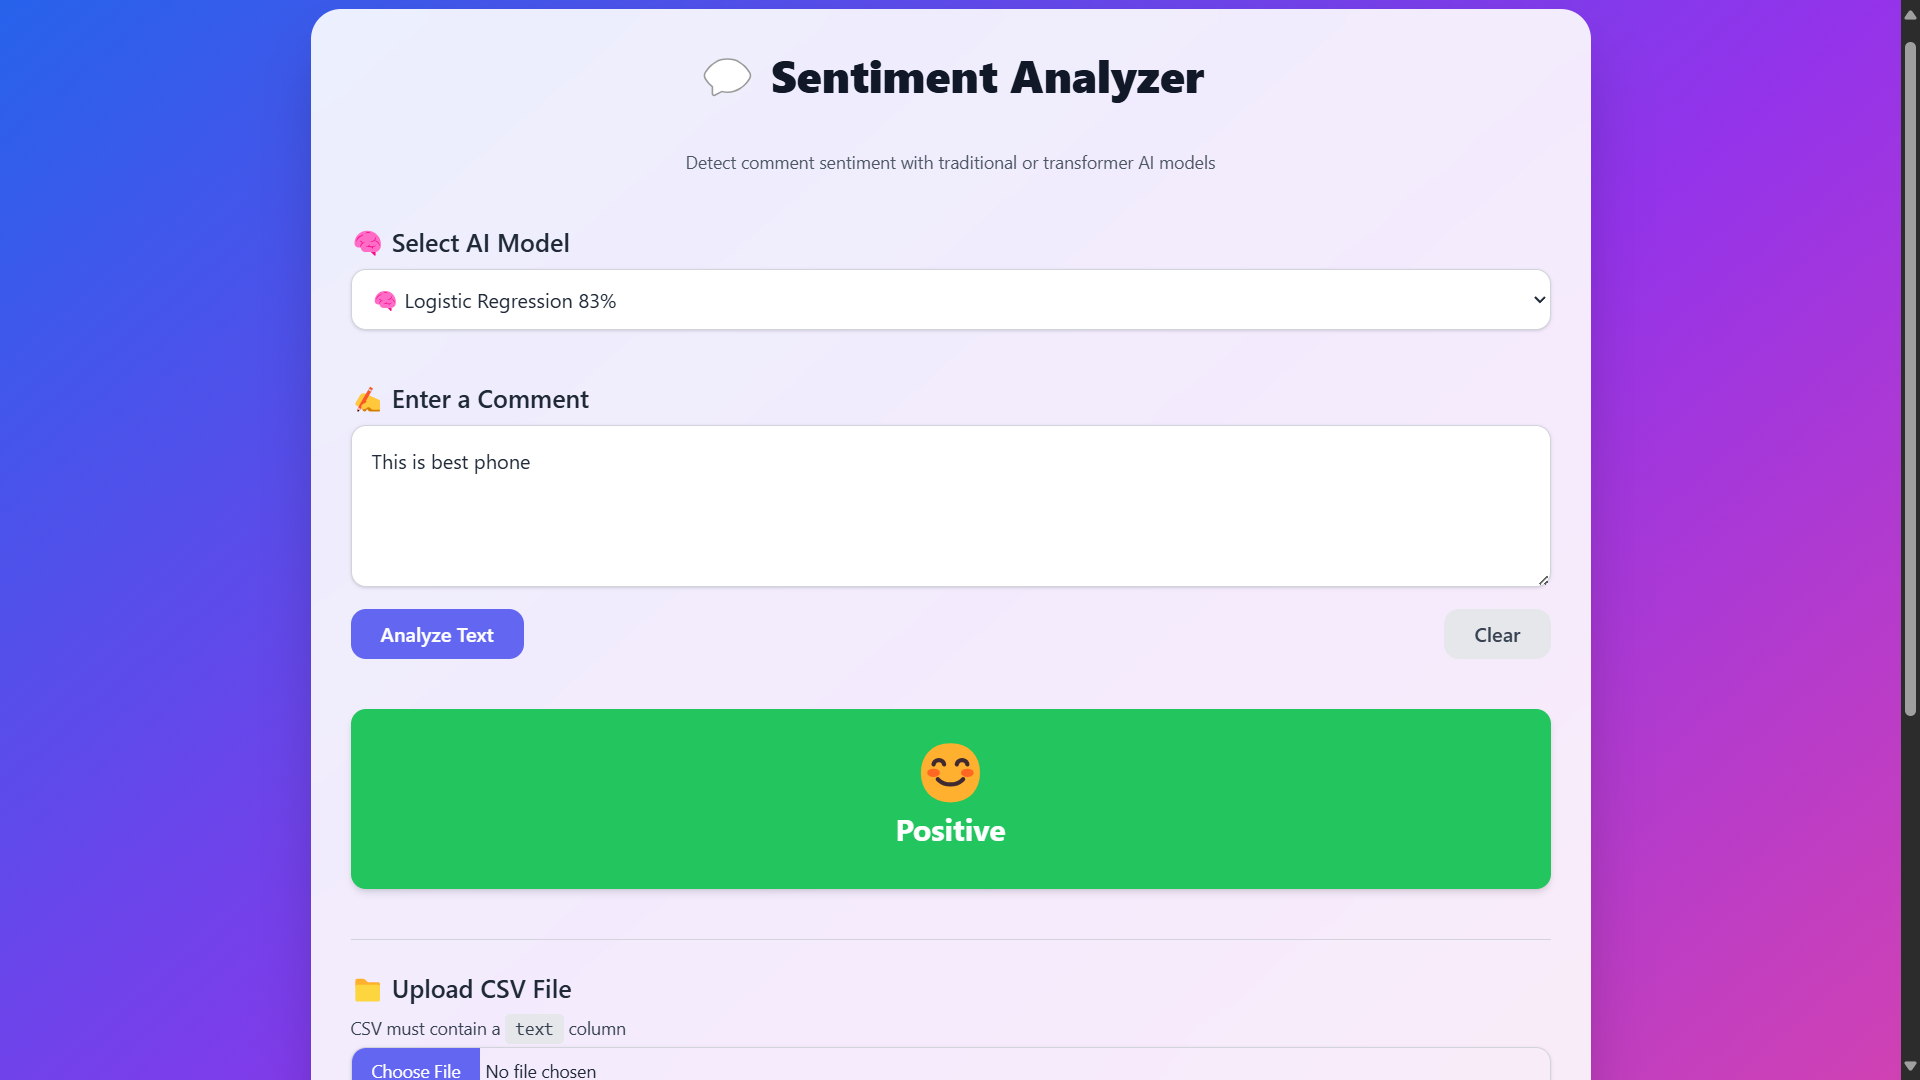 Sentiment Analyzer
Detect comment sentiment with traditional or transformer AI models
Select AI Model
Logistic Regression 83%
Enter a Comment
This is best phone
Analyze Text
Clear
Positive
Upload CSV File
CSV must contain a text column
Choose File No file chosen